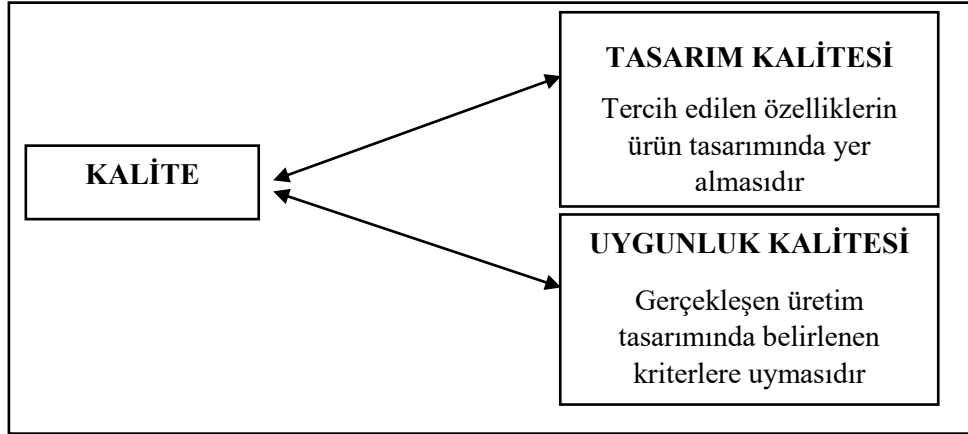 KALİTE
TASARIM KALİTESİ
Tercih edilen özelliklerin
ürün tasarımında yer
almasıdır
UYGUNLUK KALİTESİ
Gerçekleşen üretim
tasarımında belirlenen
kriterlere uymasıdır